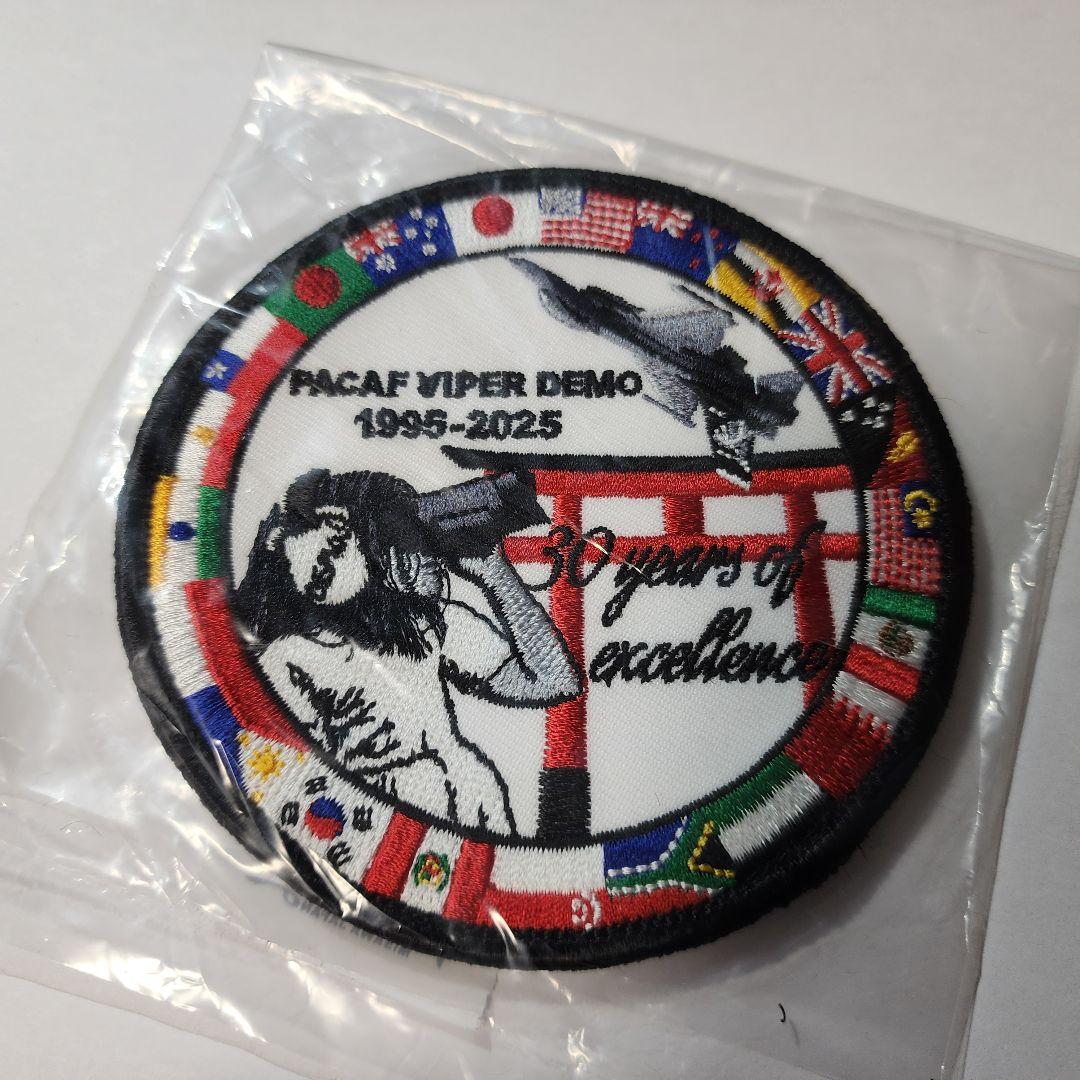 PACAF VIPER DEMO
1995-2025
30 years of
excellence